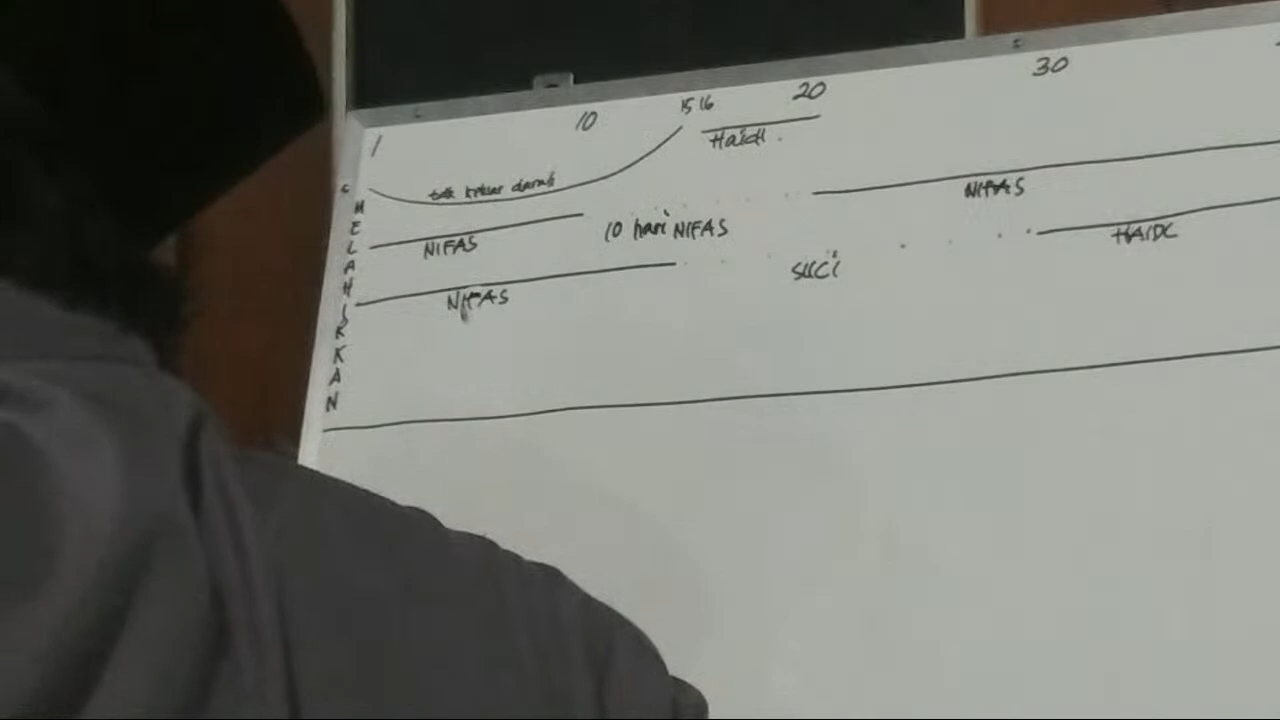 1 10 15 16 20 30
Haidl.
tak keluar darah
NIFAS
NIFAS 10 hari NIFAS
HAIDL
SUCI
NIFAS
MELAHIRKAN